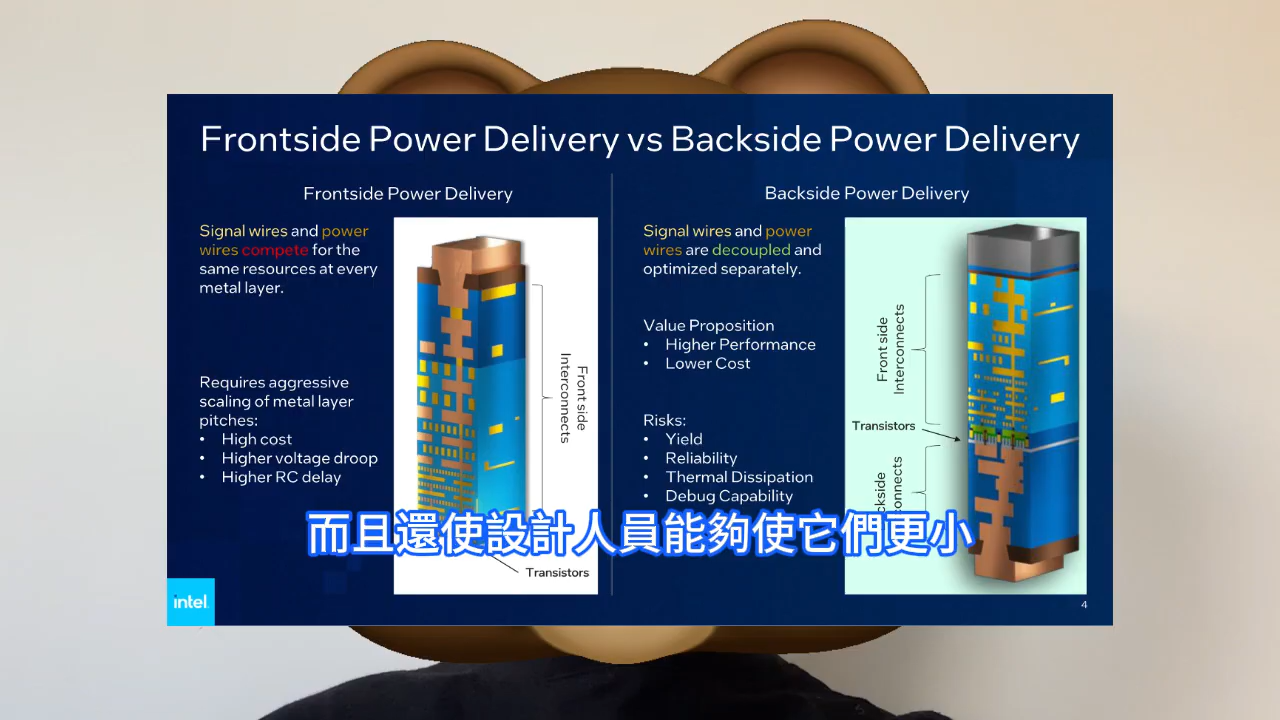 Frontside Power Delivery vs Backside Power Delivery
Frontside Power Delivery
Signal wires and power
wires compete for the
same resources at every
metal layer.
Requires aggressive
scaling of metal layer
pitches:
• High cost
• Higher voltage droop
• Higher RC delay
Front side
Interconnects
Transistors
Backside Power Delivery
Signal wires and power
wires are decoupled and
optimized separately.
Value Proposition
• Higher Performance
• Lower Cost
Risks:
• Yield
• Reliability
• Thermal Dissipation
• Debug Capability
Front side
Interconnects
Transistors
而且還使設計人員能夠使它們更小
intel
4